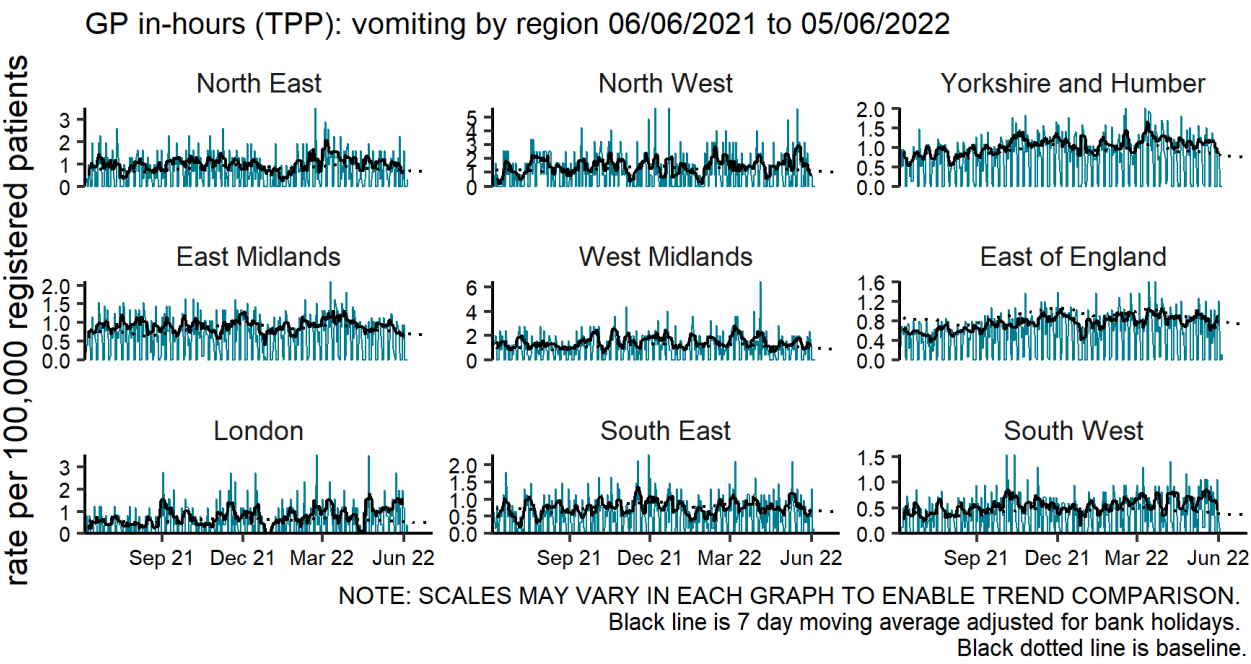 GP in-hours (TPP): vomiting by region 06/06/2021 to 05/06/2022
rate per 100,000 registered patients
North East
3
2
1
0
North West
5
4
3
2
1
0
Yorkshire and Humber
2.0
1.5
1.0
0.5
0.0
East Midlands
2.0
1.5
1.0
0.5
0.0
West Midlands
6
4
2
0
East of England
1.6
1.2
0.8
0.4
0.0
London
3
2
1
0
South East
2.0
1.5
1.0
0.5
0.0
South West
1.5
1.0
0.5
0.0
Sep 21 Dec 21 Mar 22 Jun 22
Sep 21 Dec 21 Mar 22 Jun 22
Sep 21 Dec 21 Mar 22 Jun 22
NOTE: SCALES MAY VARY IN EACH GRAPH TO ENABLE TREND COMPARISON.
Black line is 7 day moving average adjusted for bank holidays.
Black dotted line is baseline.